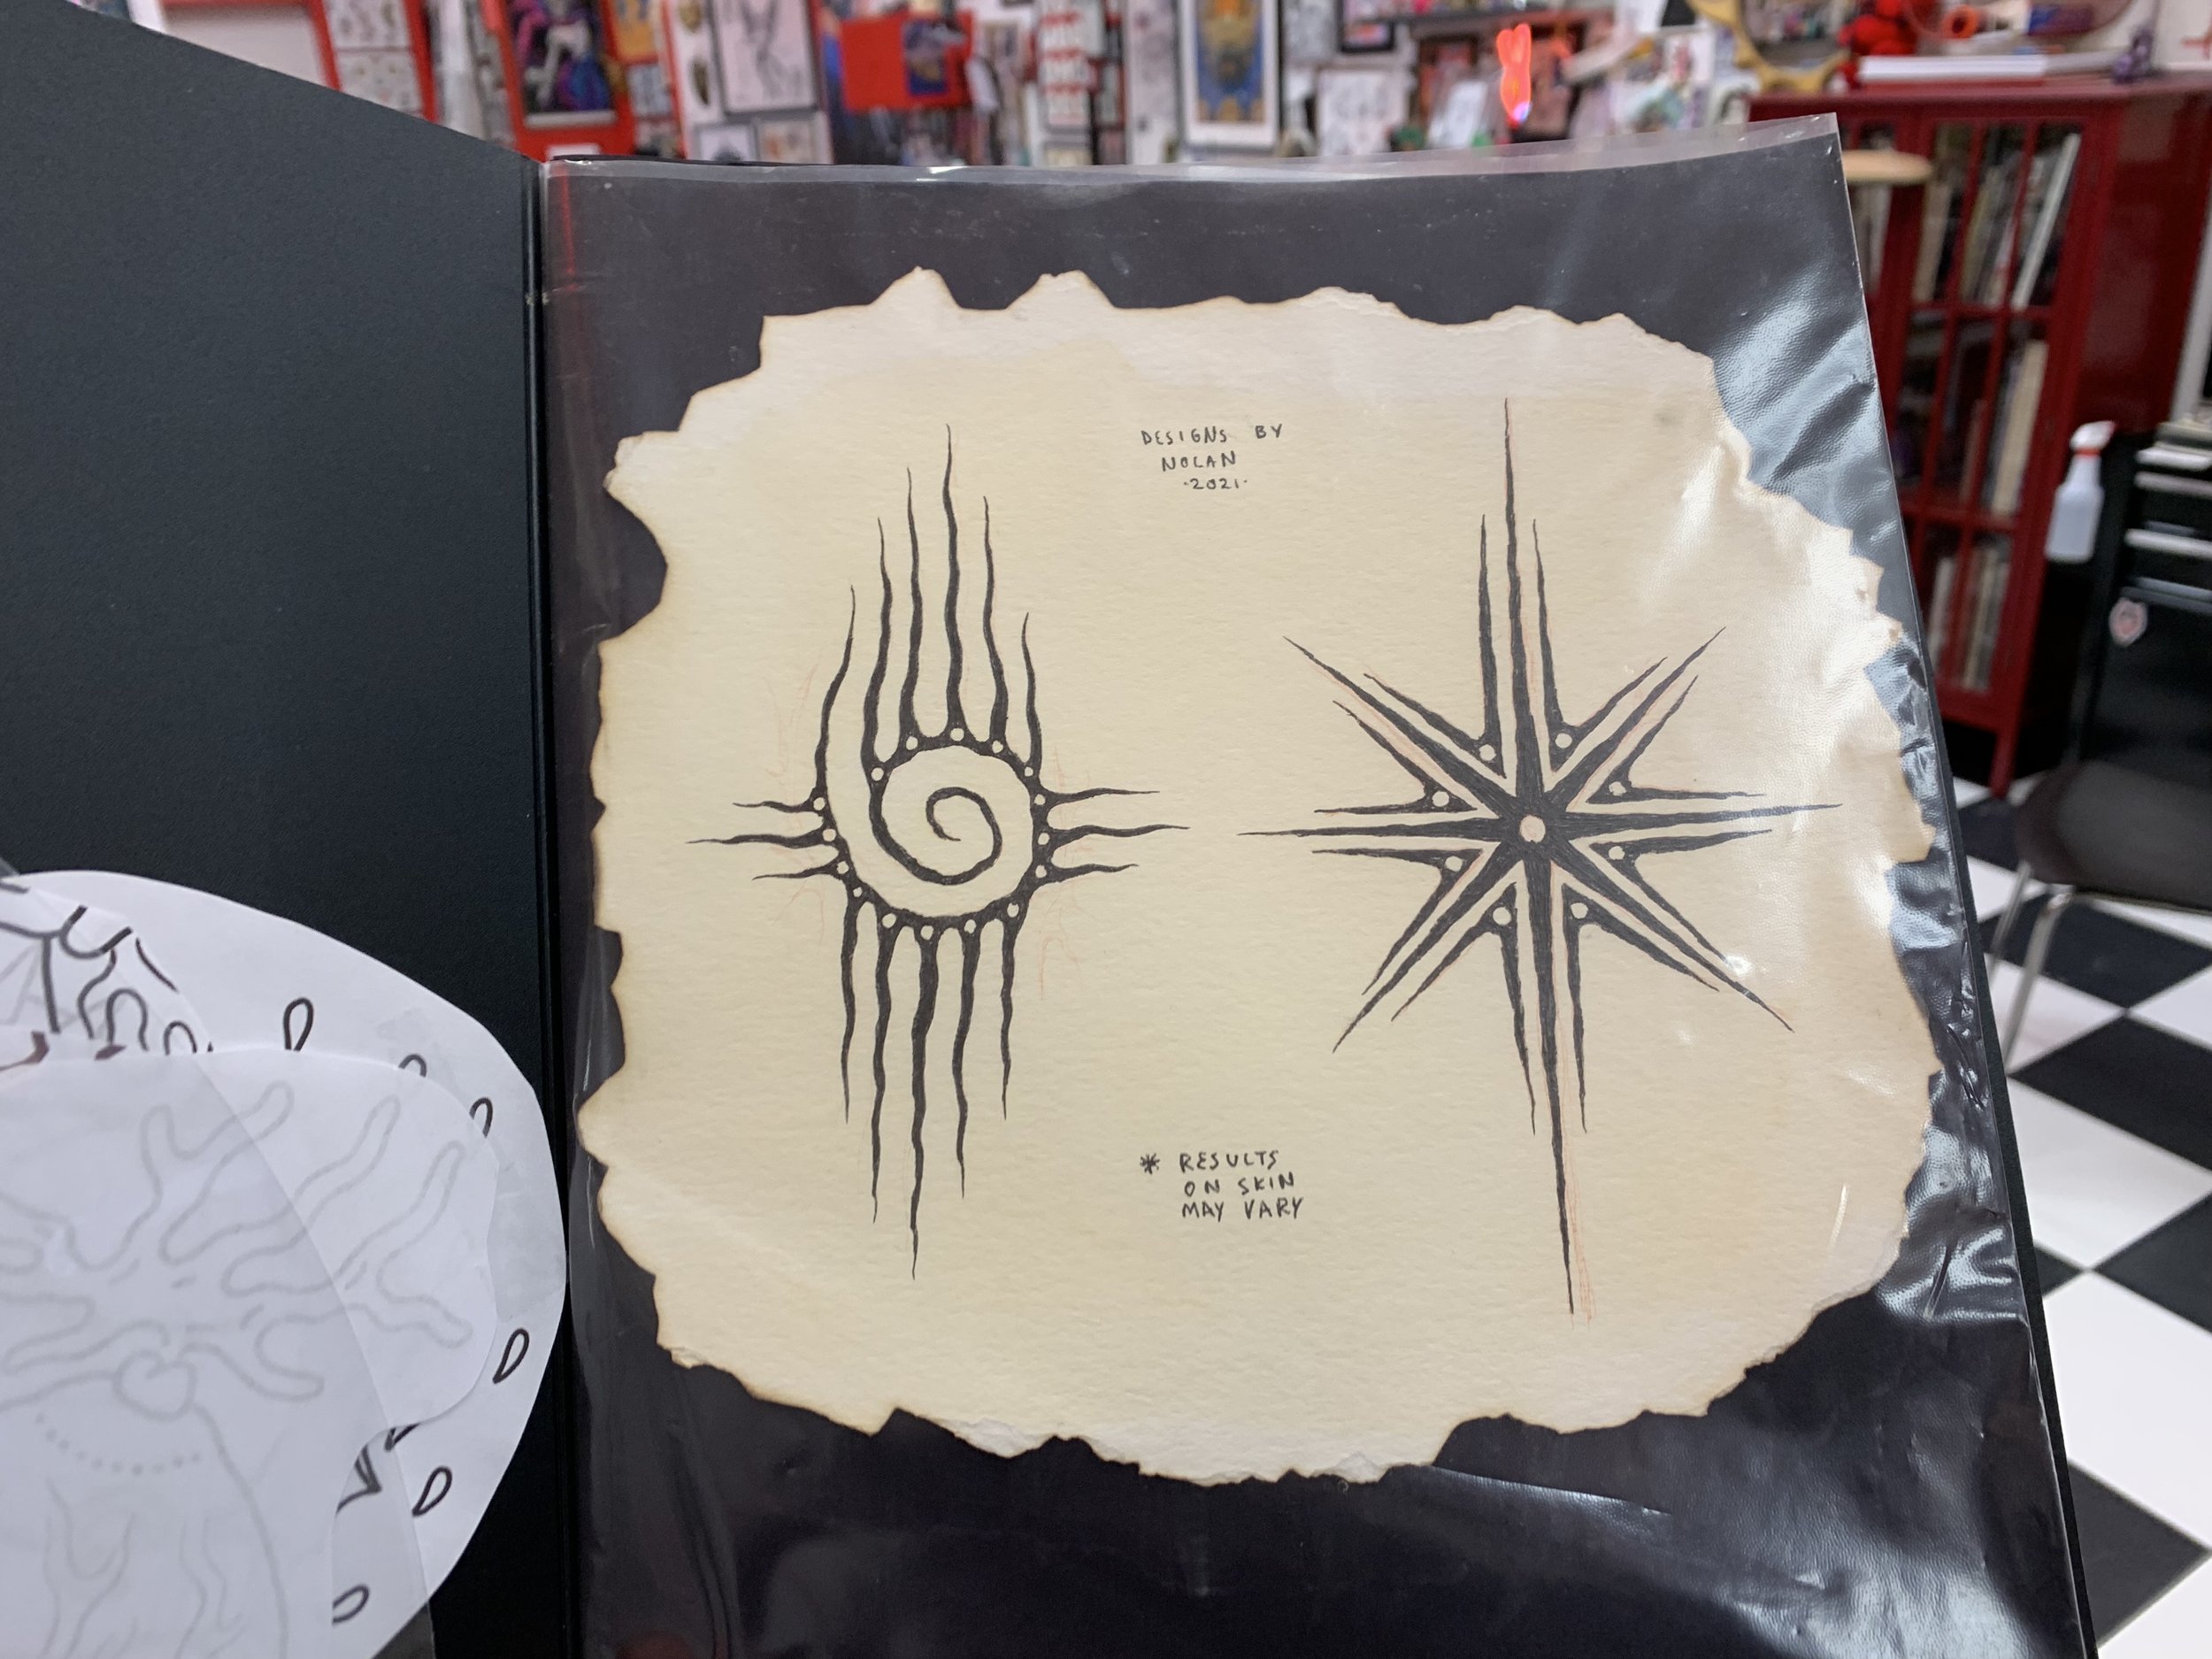 DESIGNS BY
NOLAN
·2021·
* RESULTS
ON SKIN
MAY VARY